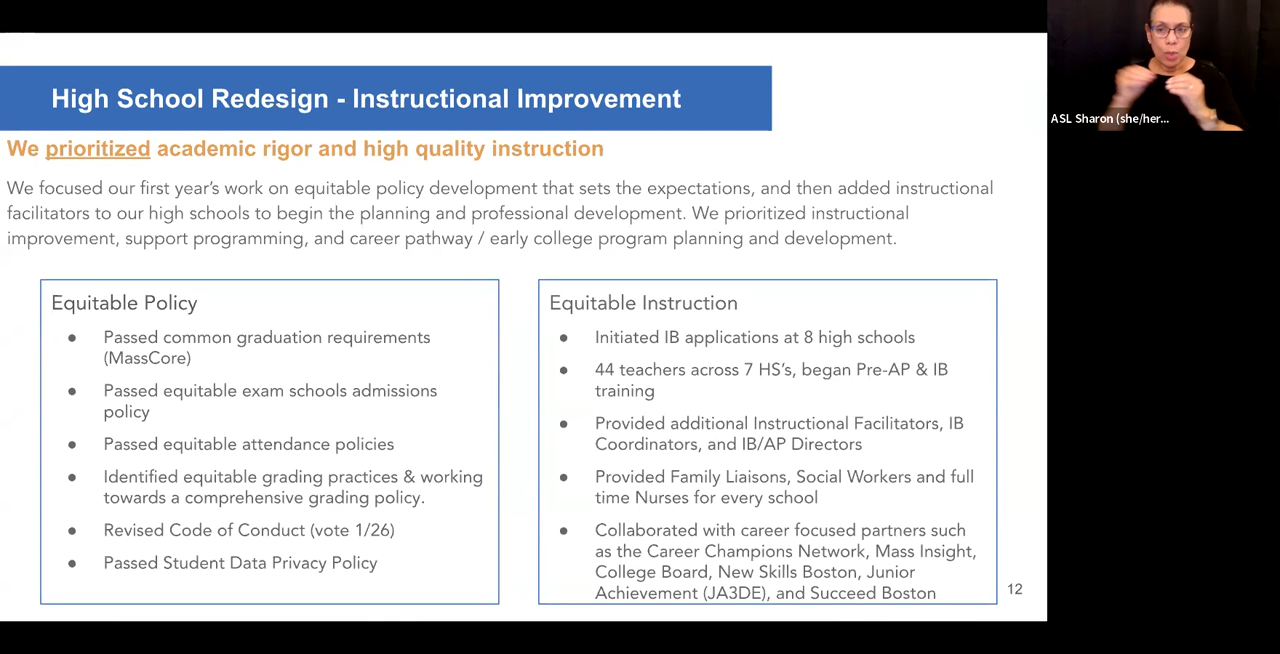 High School Redesign - Instructional Improvement
We prioritized academic rigor and high quality instruction
We focused our first year's work on equitable policy development that sets the expectations, and then added instructional
facilitators to our high schools to begin the planning and professional development. We prioritized instructional
improvement, support programming, and career pathway / early college program planning and development.
Equitable Policy
● Passed common graduation requirements
(MassCore)
● Passed equitable exam schools admissions
policy
● Passed equitable attendance policies
● Identified equitable grading practices & working
towards a comprehensive grading policy.
● Revised Code of Conduct (vote 1/26)
● Passed Student Data Privacy Policy
Equitable Instruction
● Initiated IB applications at 8 high schools
● 44 teachers across 7 HS's, began Pre-AP & IB
training
● Provided additional Instructional Facilitators, IB
Coordinators, and IB/AP Directors
● Provided Family Liaisons, Social Workers and full
time Nurses for every school
● Collaborated with career focused partners such
as the Career Champions Network, Mass Insight,
College Board, New Skills Boston, Junior
Achievement (JA3DE), and Succeed Boston
12
ASL Sharon (she/her...